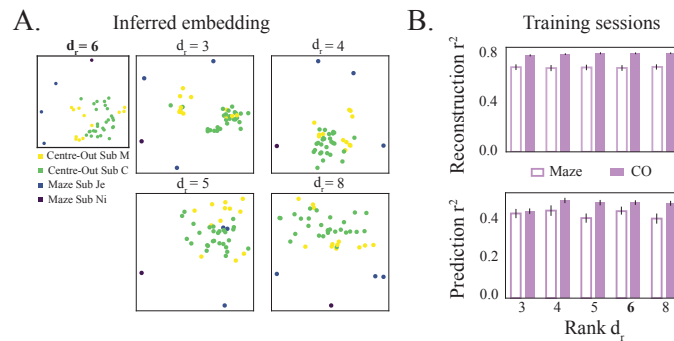 A.
Inferred embedding
d_r = 6
d_r = 3
d_r = 4
Centre-Out Sub M
Centre-Out Sub C
Maze Sub Je
Maze Sub Ni
d_r = 5
d_r = 8
B.
Training sessions
Reconstruction r²
0.8
0.4
0.0
Maze
CO
Prediction r²
0.4
0.2
0.0
3 4 5 6 8
Rank d_r